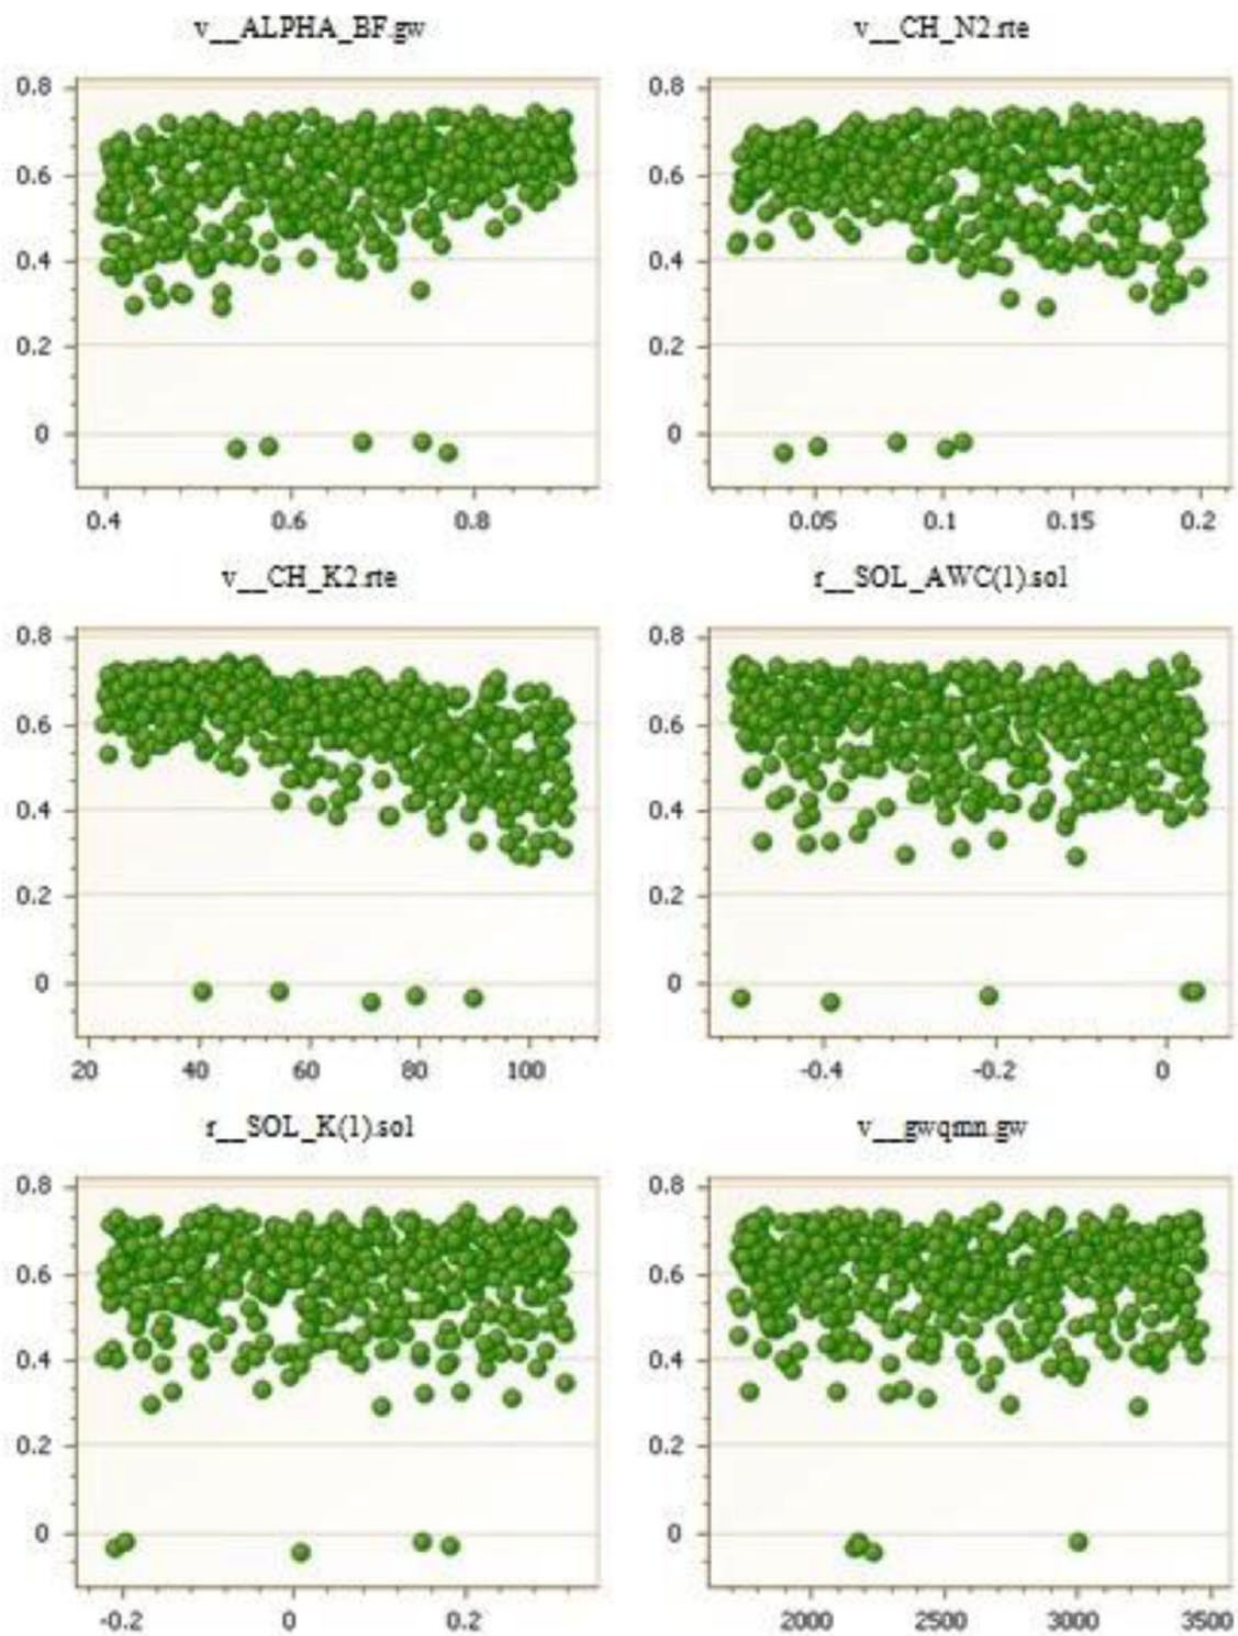 v__ALPHA_BF.gw v__CH_N2.rte
0.8 0.8
0.6 0.6
0.4 0.4
0.2 0.2
0 0
0.4 0.6 0.8 0.05 0.1 0.15 0.2
v__CH_K2.rte r__SOL_AWC(1).sol
0.8 0.8
0.6 0.6
0.4 0.4
0.2 0.2
0 0
20 40 60 80 100 -0.4 -0.2 0
r__SOL_K(1).sol v__gwqmn.gw
0.8 0.8
0.6 0.6
0.4 0.4
0.2 0.2
0 0
-0.2 0 0.2 2000 2500 3000 3500